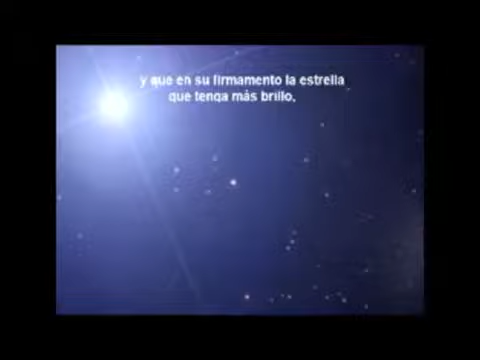 y que en su firmamento la estrella
que tenga más brillo,